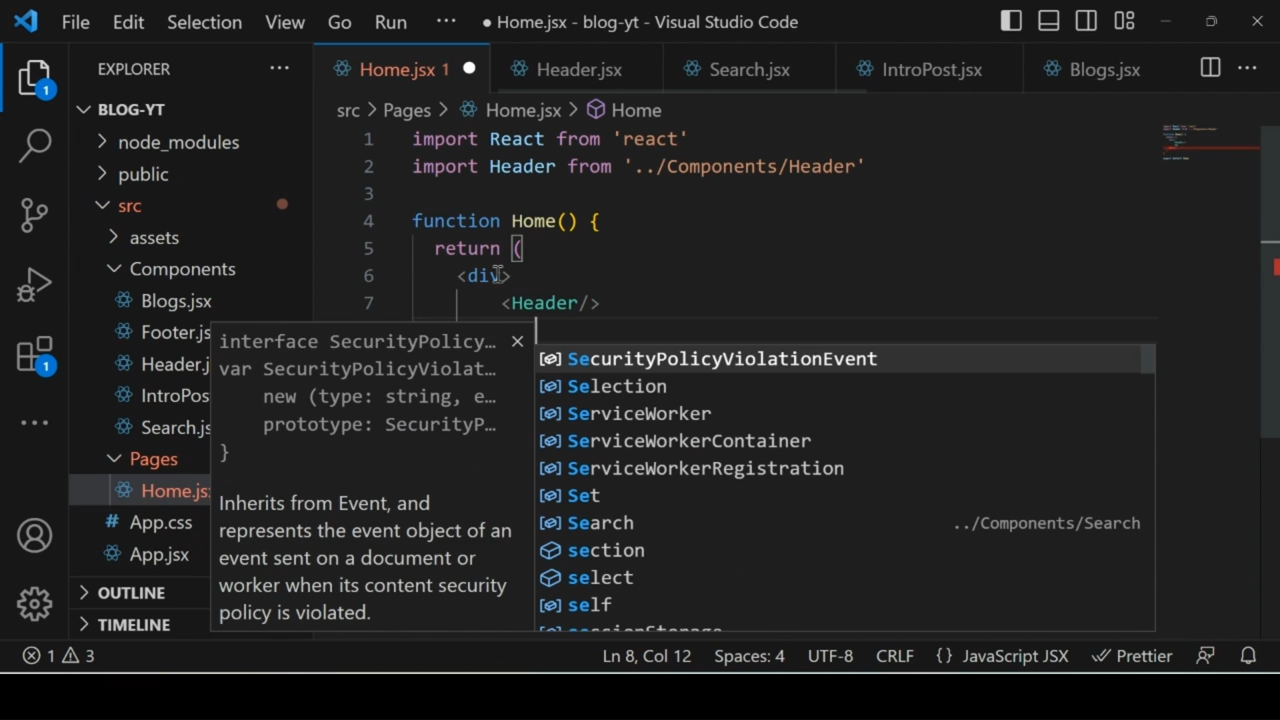 File Edit Selection View Go Run ··· ● Home.jsx - blog-yt - Visual Studio Code
EXPLORER ···
Home.jsx 1 ● Header.jsx Search.jsx IntroPost.jsx Blogs.jsx ···
BLOG-YT
node_modules
public
src
assets
Components
Blogs.jsx
Footer.js
Header.j
IntroPos
Search.js
Pages
Home.js
App.css
App.jsx
OUTLINE
TIMELINE
1
1
src > Pages > Home.jsx > Home
1 import React from 'react'
2 import Header from '../Components/Header'
3
4 function Home() {
5 return (
6 <div>
7 <Header/>
interface SecurityPolicy…
var SecurityPolicyViolat…
new (type: string, e…
prototype: SecurityP…
}
Inherits from Event, and
represents the event object of an
event sent on a document or
worker when its content security
policy is violated.
SecurityPolicyViolationEvent
Selection
ServiceWorker
ServiceWorkerContainer
ServiceWorkerRegistration
Set
Search ../Components/Search
section
select
self
sessionStorage
1 3 Ln 8, Col 12 Spaces: 4 UTF-8 CRLF {} JavaScript JSX Prettier